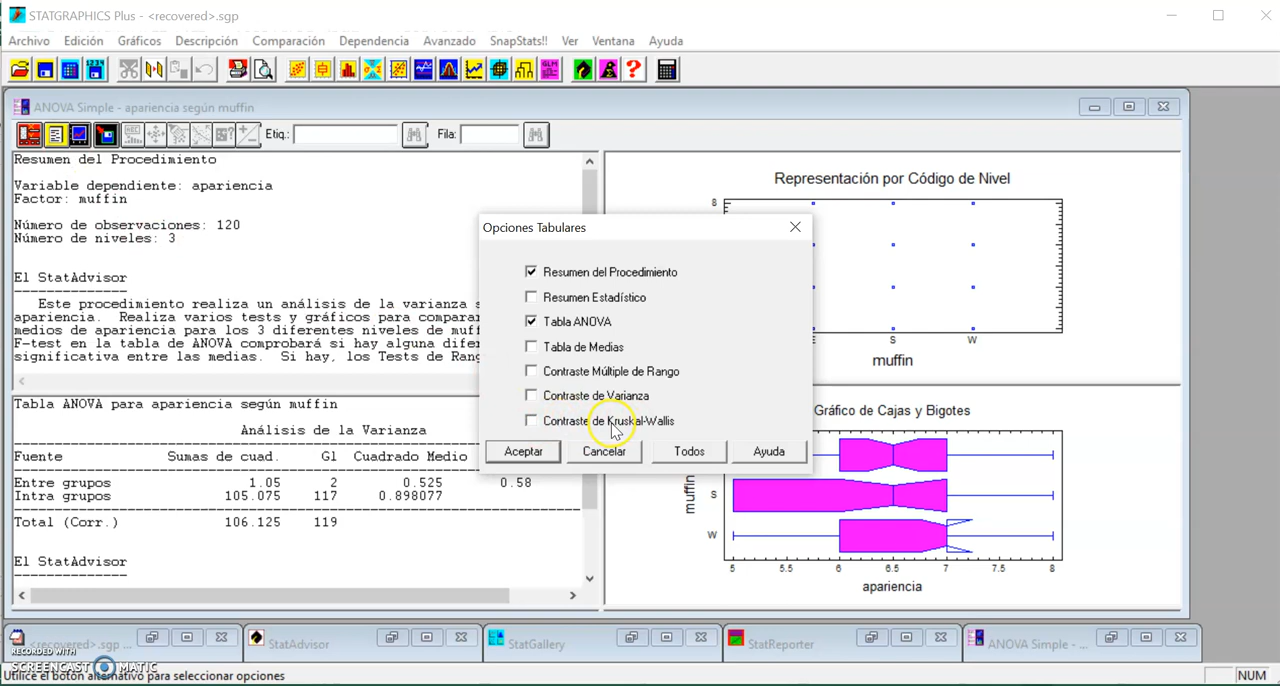 STATGRAPHICS Plus - <recovered>.sgp
Archivo Edición Gráficos Descripción Comparación Dependencia Avanzado SnapStats!! Ver Ventana Ayuda
ANOVA Simple - apariencia según muffin
Etiq.: Fila:
Resumen del Procedimiento
Variable dependiente: apariencia
Factor: muffin
Número de observaciones: 120
Número de niveles: 3
El StatAdvisor
--------------
Este procedimiento realiza un análisis de la varianza s
apariencia. Realiza varios tests y gráficos para compara
medios de apariencia para los 3 diferentes niveles de muff
F-test en la tabla de ANOVA comprobará si hay alguna difer
significativa entre las medias. Si hay, los Tests de Rang
Tabla ANOVA para apariencia según muffin
Análisis de la Varianza
Fuente Sumas de cuad. Gl Cuadrado Medio
Entre grupos 1.05 2 0.525 0.58
Intra grupos 105.075 117 0.898077
Total (Corr.) 106.125 119
El StatAdvisor
--------------
Opciones Tabulares
Resumen del Procedimiento
Resumen Estadístico
Tabla ANOVA
Tabla de Medias
Contraste Múltiple de Rango
Contraste de Varianza
Contraste de Kruskal-Wallis
Aceptar Cancelar Todos Ayuda
Representación por Código de Nivel
8
S W
muffin
Gráfico de Cajas y Bigotes
muffin
S
W
5 5.5 6 6.5 7 7.5 8
apariencia
<recovered>.sgp ... StatAdvisor StatGallery StatReporter ANOVA Simple - ...
RECORDED WITH
SCREENCAST MATIC
Utilice el botón alternativo para seleccionar opciones NUM